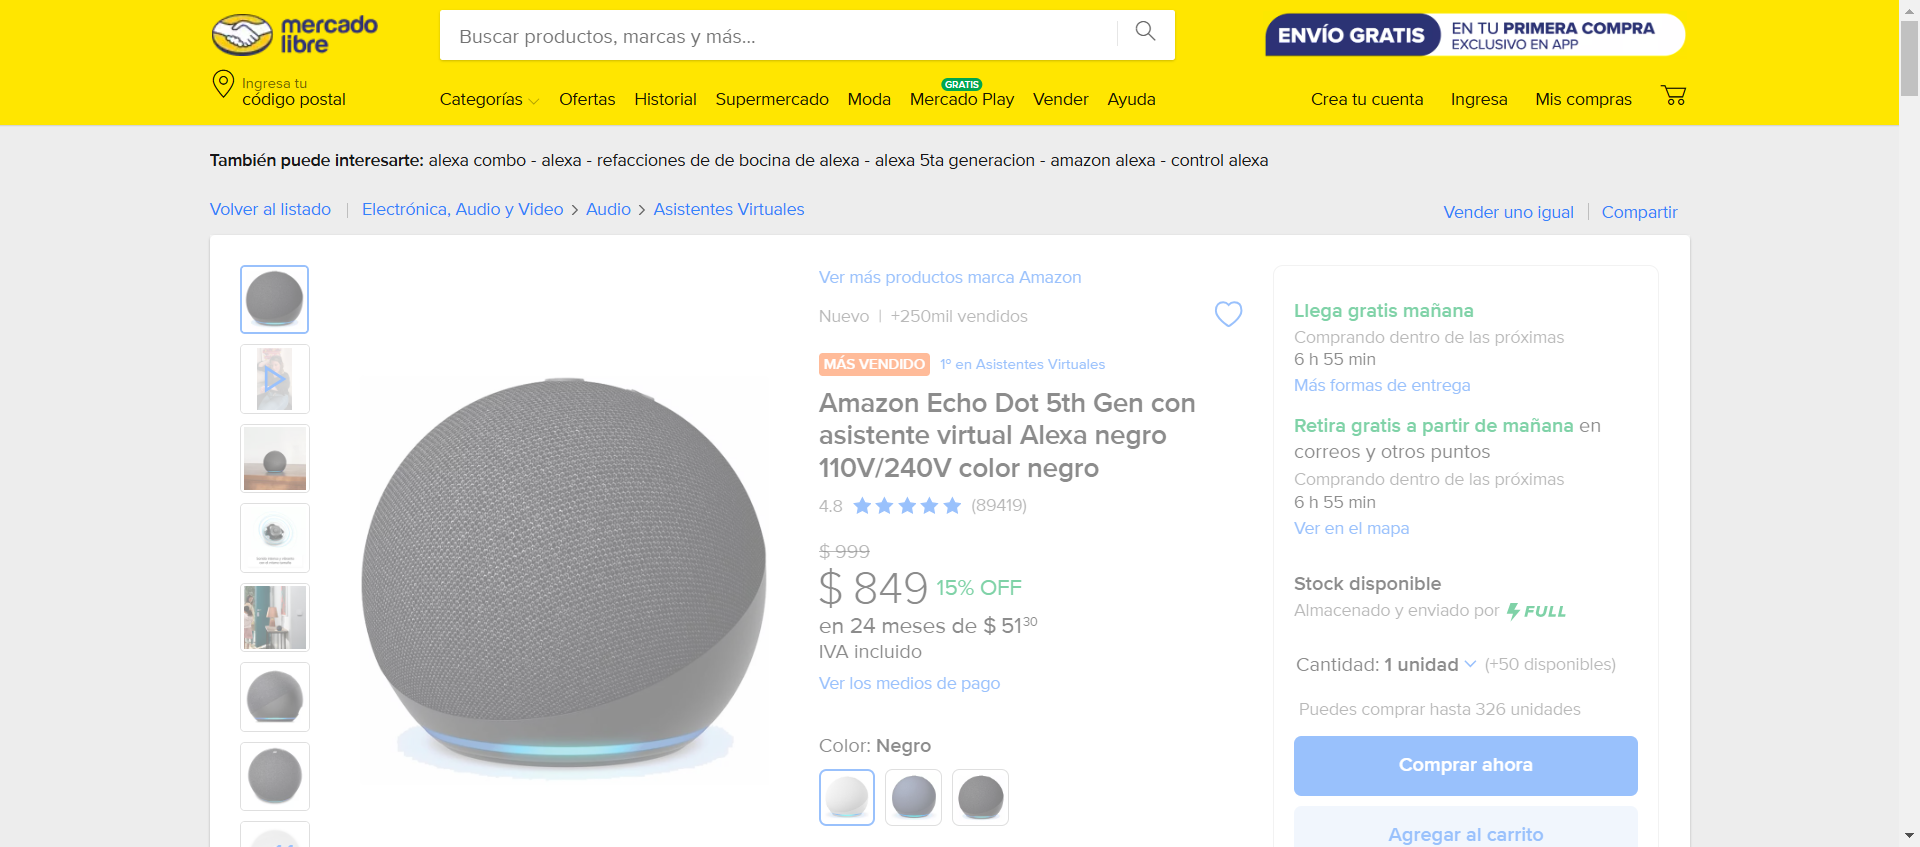 mercado
libre
Buscar productos, marcas y más...
ENVÍO GRATIS EN TU PRIMERA COMPRA
EXCLUSIVO EN APP
Ingresa tu
código postal
Categorías
Ofertas
Historial
Supermercado
Moda
GRATIS
Mercado Play
Vender
Ayuda
Crea tu cuenta
Ingresa
Mis compras
También puede interesarte: alexa combo - alexa - refacciones de de bocina de alexa - alexa 5ta generacion - amazon alexa - control alexa
Volver al listado | Electrónica, Audio y Video > Audio > Asistentes Virtuales
Vender uno igual | Compartir
Ver más productos marca Amazon
Nuevo | +250mil vendidos
MÁS VENDIDO 1º en Asistentes Virtuales
Amazon Echo Dot 5th Gen con
asistente virtual Alexa negro
110V/240V color negro
4.8 (89419)
$ 999
$ 849 15% OFF
en 24 meses de $ 51 30
IVA incluido
Ver los medios de pago
Color: Negro
Llega gratis mañana
Comprando dentro de las próximas
6 h 55 min
Más formas de entrega
Retira gratis a partir de mañana en
correos y otros puntos
Comprando dentro de las próximas
6 h 55 min
Ver en el mapa
Stock disponible
Almacenado y enviado por FULL
Cantidad: 1 unidad (+50 disponibles)
Puedes comprar hasta 326 unidades
Comprar ahora
Agregar al carrito